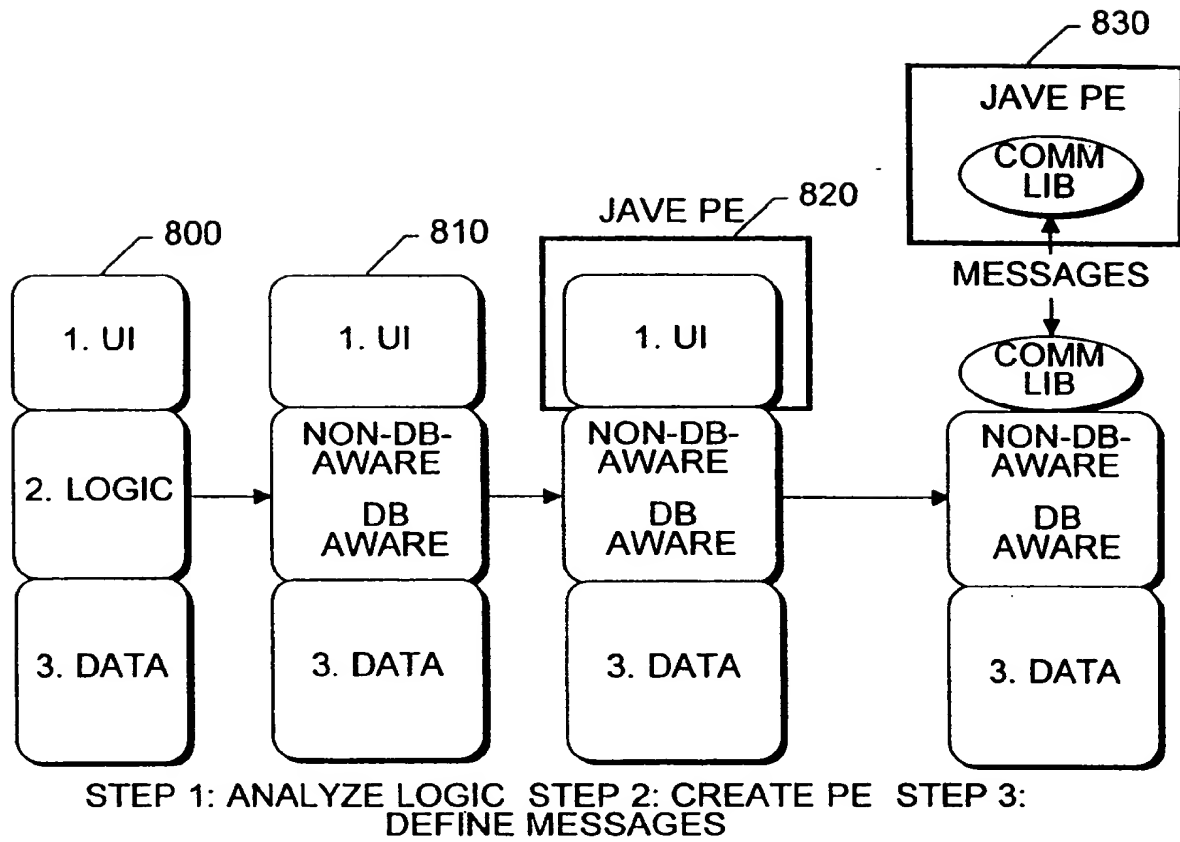 830
JAVE PE
COMM
LIB
MESSAGES
COMM
LIB
NON-DB-
AWARE
DB
AWARE
3. DATA
JAVE PE
820
1. UI
NON-DB-
AWARE
DB
AWARE
3. DATA
810
1. UI
NON-DB-
AWARE
DB
AWARE
3. DATA
800
1. UI
2. LOGIC
3. DATA
STEP 1: ANALYZE LOGIC STEP 2: CREATE PE STEP 3:
DEFINE MESSAGES